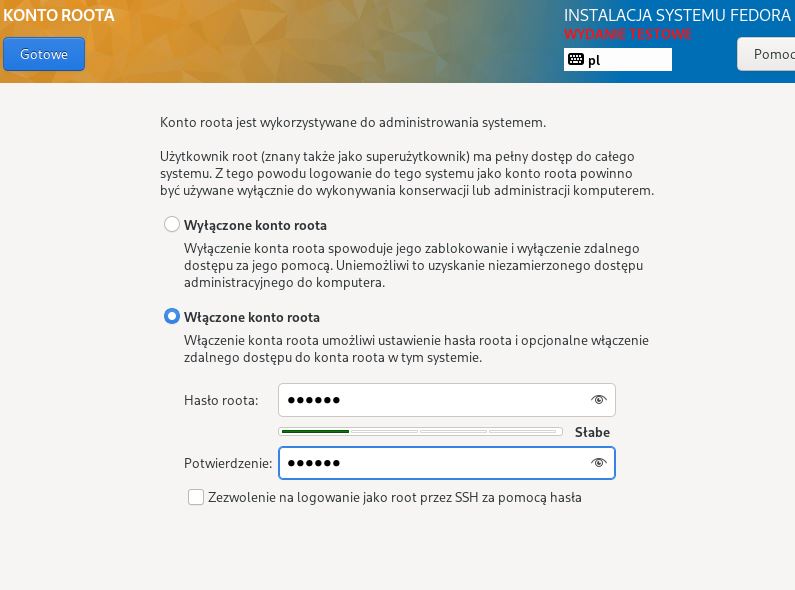 KONTO ROOTA
INSTALACJA SYSTEMU FEDORA
WYDANIE TESTOWE
Gotowe
pl
Pomoc
Konto roota jest wykorzystywane do administrowania systemem.
Użytkownik root (znany także jako superużytkownik) ma pełny dostęp do całego
systemu. Z tego powodu logowanie do tego systemu jako konto roota powinno
być używane wyłącznie do wykonywania konserwacji lub administracji komputerem.
Wyłączone konto roota
Wyłączenie konta roota spowoduje jego zablokowanie i wyłączenie zdalnego
dostępu za jego pomocą. Uniemożliwi to uzyskanie niezamierzonego dostępu
administracyjnego do komputera.
Włączone konto roota
Włączenie konta roota umożliwi ustawienie hasła roota i opcjonalne włączenie
zdalnego dostępu do konta roota w tym systemie.
Hasło roota: ●●●●●●
Słabe
Potwierdzenie: ●●●●●●
Zezwolenie na logowanie jako root przez SSH za pomocą hasła